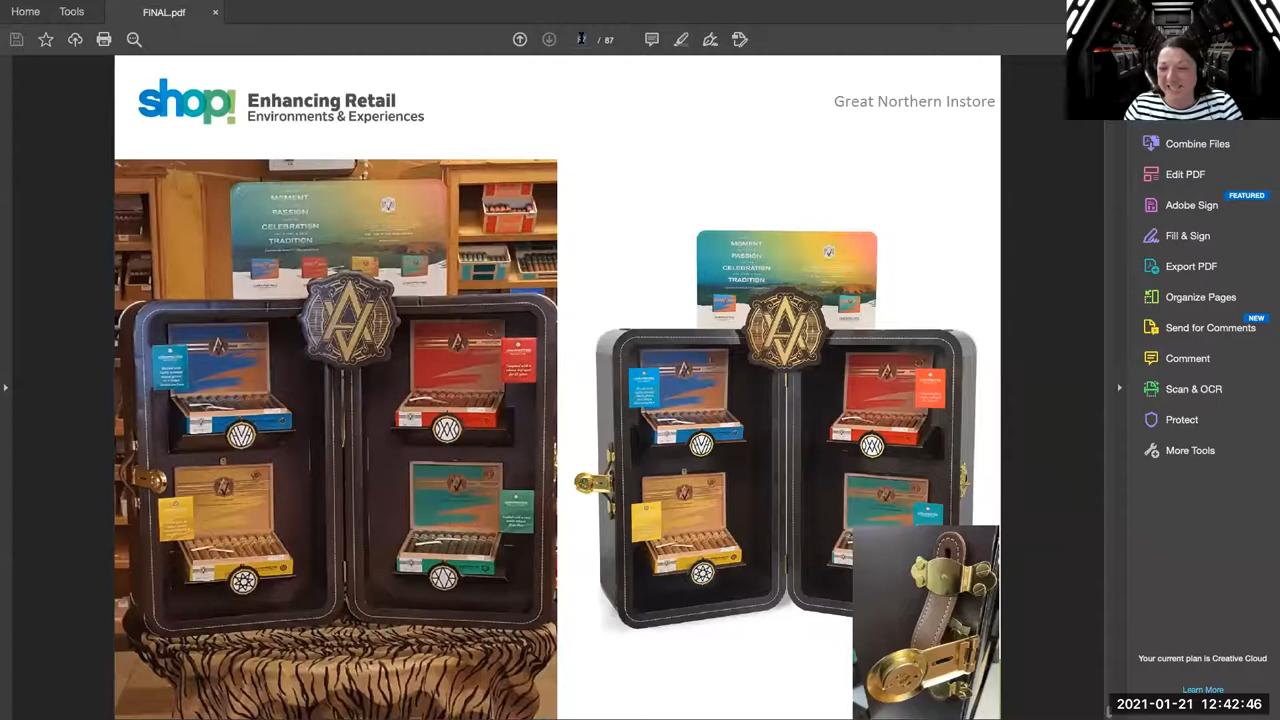 Home
Tools
FINAL.pdf
×
/ 87
shop!
Enhancing Retail
Environments & Experiences
Great Northern Instore
MOMENT
PASSION
CELEBRATION
TRADITION
MOMENT
PASSION
CELEBRATION
TRADITION
Combine Files
Edit PDF
FEATURED
Adobe Sign
Fill & Sign
Export PDF
Organize Pages
NEW
Send for Comments
Comment
Scan & OCR
Protect
More Tools
Your current plan is Creative Cloud
Learn More
2021-01-21 12:42:46